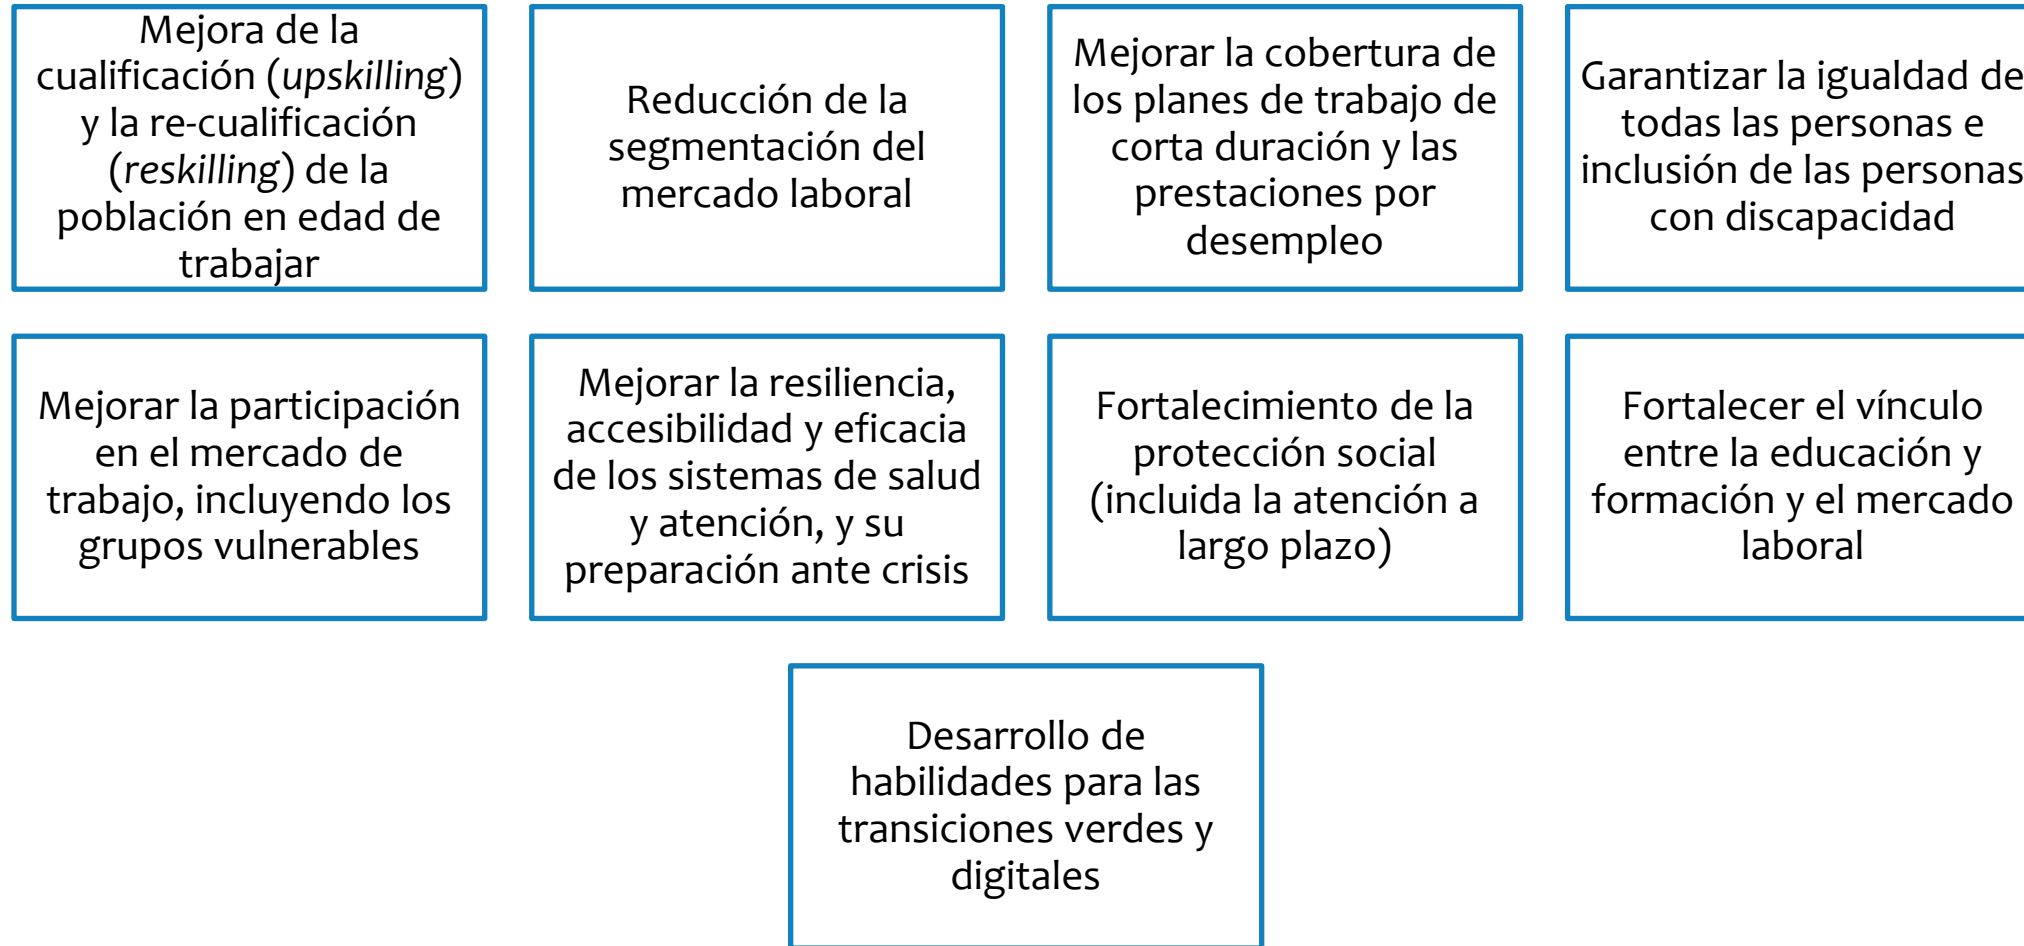 Mejora de la
cualificación (upskilling)
y la re-cualificación
(reskilling) de la
población en edad de
trabajar
Reducción de la
segmentación del
mercado laboral
Mejorar la cobertura de
los planes de trabajo de
corta duración y las
prestaciones por
desempleo
Garantizar la igualdad de
todas las personas e
inclusión de las personas
con discapacidad
Mejorar la participación
en el mercado de
trabajo, incluyendo los
grupos vulnerables
Mejorar la resiliencia,
accesibilidad y eficacia
de los sistemas de salud
y atención, y su
preparación ante crisis
Fortalecimiento de la
protección social
(incluida la atención a
largo plazo)
Fortalecer el vínculo
entre la educación y
formación y el mercado
laboral
Desarrollo de
habilidades para las
transiciones verdes y
digitales